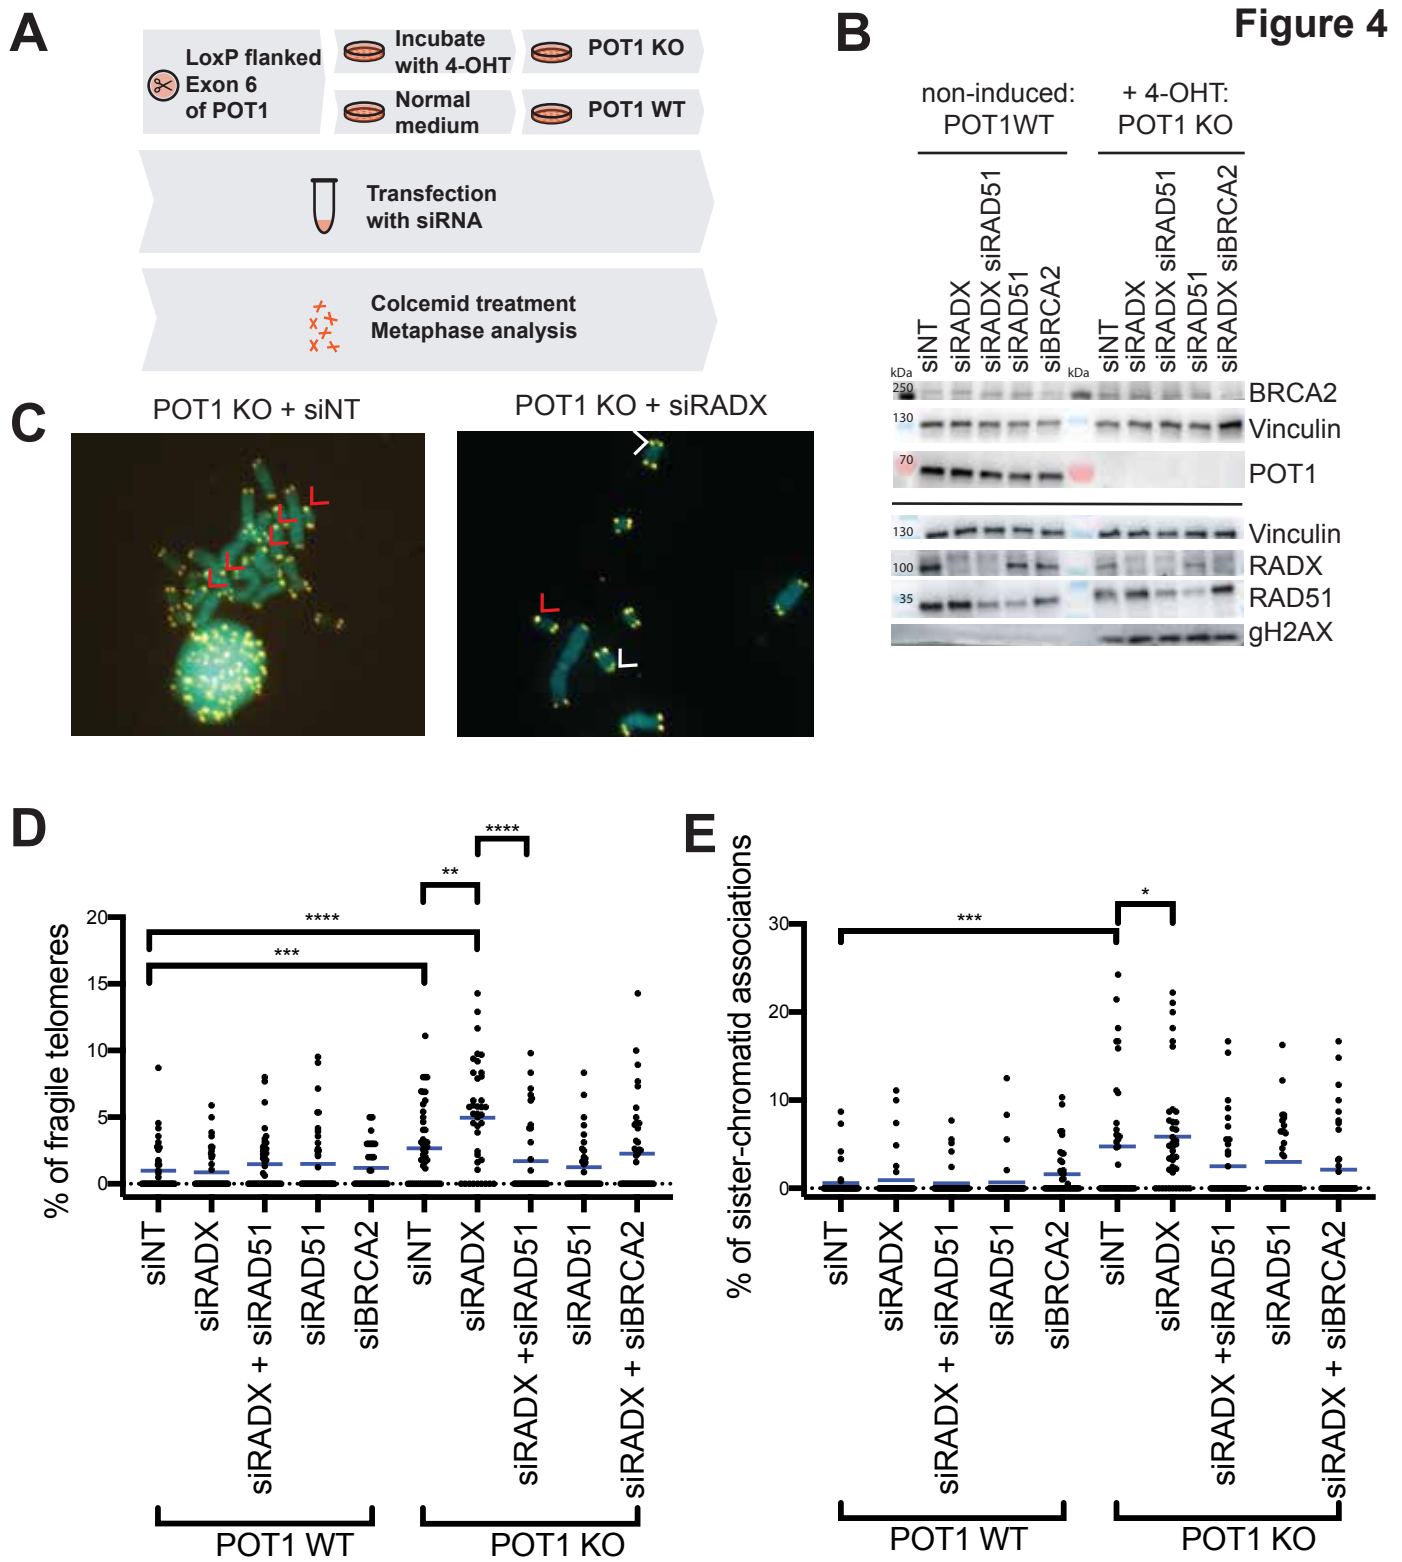 Figure 4
A
LoxP flanked
Exon 6
of POT1
Incubate
with 4-OHT
POT1 KO
Normal
medium
POT1 WT
Transfection
with siRNA
Colcemid treatment
Metaphase analysis
B
non-induced:
POT1WT
+ 4-OHT:
POT1 KO
siNT
siRADX
siRADX siRAD51
siRAD51
siBRCA2
siNT
siRADX
siRADX siRAD51
siRAD51
siRADX siBRCA2
kDa
kDa
250
BRCA2
130
Vinculin
70
POT1
130
Vinculin
100
RADX
35
RAD51
gH2AX
C
POT1 KO + siNT
POT1 KO + siRADX
D
% of fragile telomeres
20
15
10
5
0
****
**
****
***
siNT
siRADX
siRADX + siRAD51
siRAD51
siBRCA2
siNT
siRADX
siRADX +siRAD51
siRAD51
siRADX + siBRCA2
POT1 WT
POT1 KO
E
% of sister-chromatid associations
30
20
10
0
***
*
siNT
siRADX
siRADX + siRAD51
siRAD51
siBRCA2
siNT
siRADX
siRADX +siRAD51
siRAD51
siRADX + siBRCA2
POT1 WT
POT1 KO